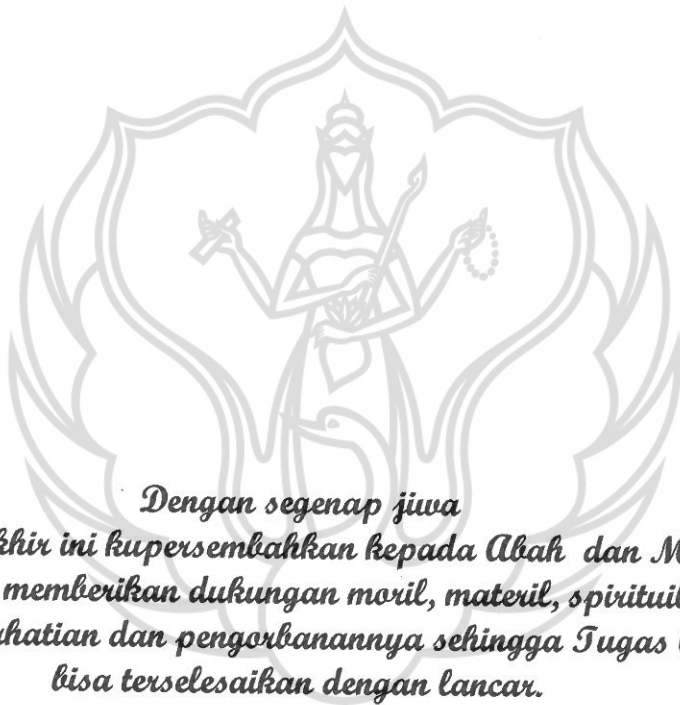 Dengan segenap jiwa
ini kupersembahkan kepada Abah dan
memberikan dukungan moril, materil, spirituil
dan pengorbanannya sehingga Tugas
bisa terselesaikan dengan lancar.